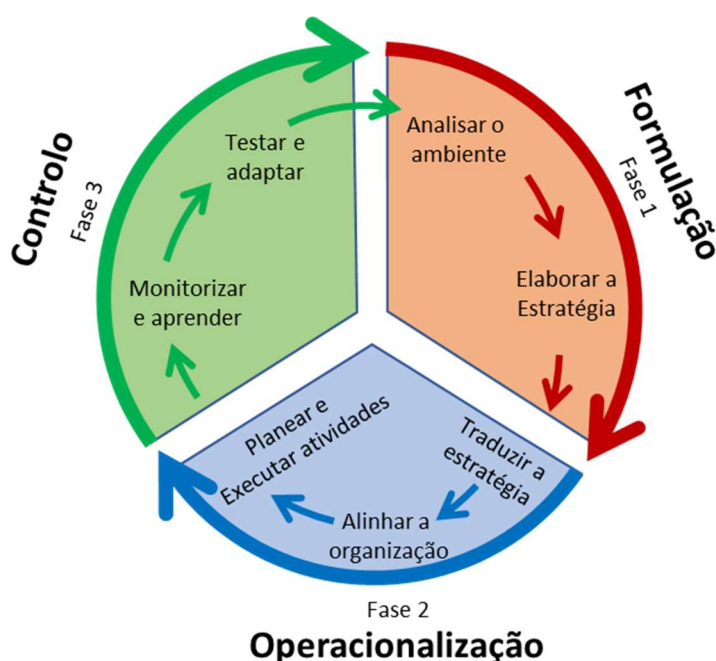 Formulação
Fase 1
Analisar o
ambiente
Elaborar a
Estratégia
Traduzir a
estratégia
Alinhar a
organização
Planear e
Executar atividades
Fase 2
Operacionalização
Controlo
Fase 3
Monitorizar
e aprender
Testar e
adaptar